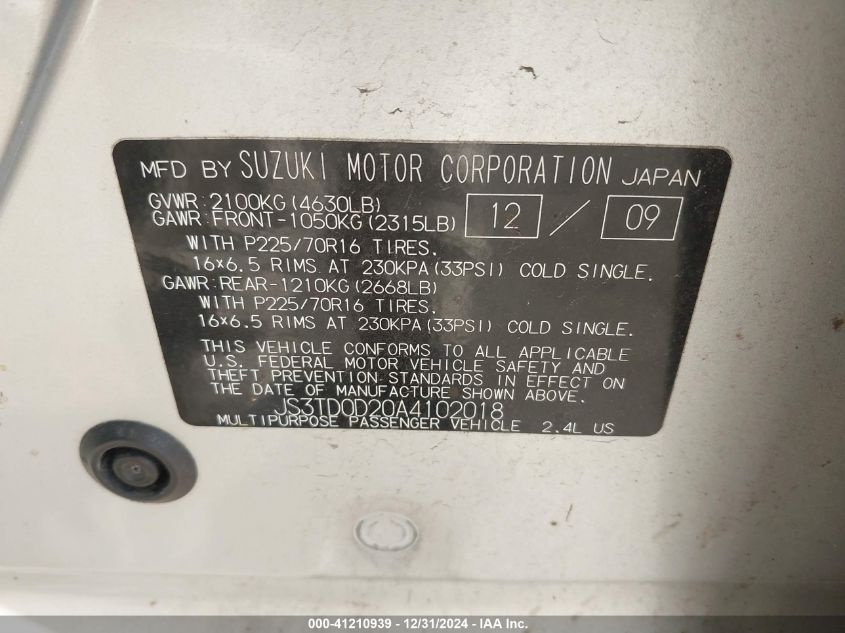 MFD BY SUZUKI MOTOR CORPORATION JAPAN
GVWR: 2100KG (4630LB)
GAWR: FRONT-1050KG (2315LB) 12 / 09
WITH P225/70R16 TIRES.
16×6.5 RIMS AT 230KPA (33PSI) COLD SINGLE.
GAWR: REAR-1210KG (2668LB)
WITH P225/70R16 TIRES.
16×6.5 RIMS AT 230KPA (33PSI) COLD SINGLE.
THIS VEHICLE CONFORMS TO ALL APPLICABLE
U.S. FEDERAL MOTOR VEHICLE SAFETY AND
THEFT PREVENTION STANDARDS IN EFFECT ON
THE DATE OF MANUFACTURE SHOWN ABOVE.
JS3TD0D20A4102018
MULTIPURPOSE PASSENGER VEHICLE 2.4L US
000-41210939 - 12/31/2024 - IAA Inc.